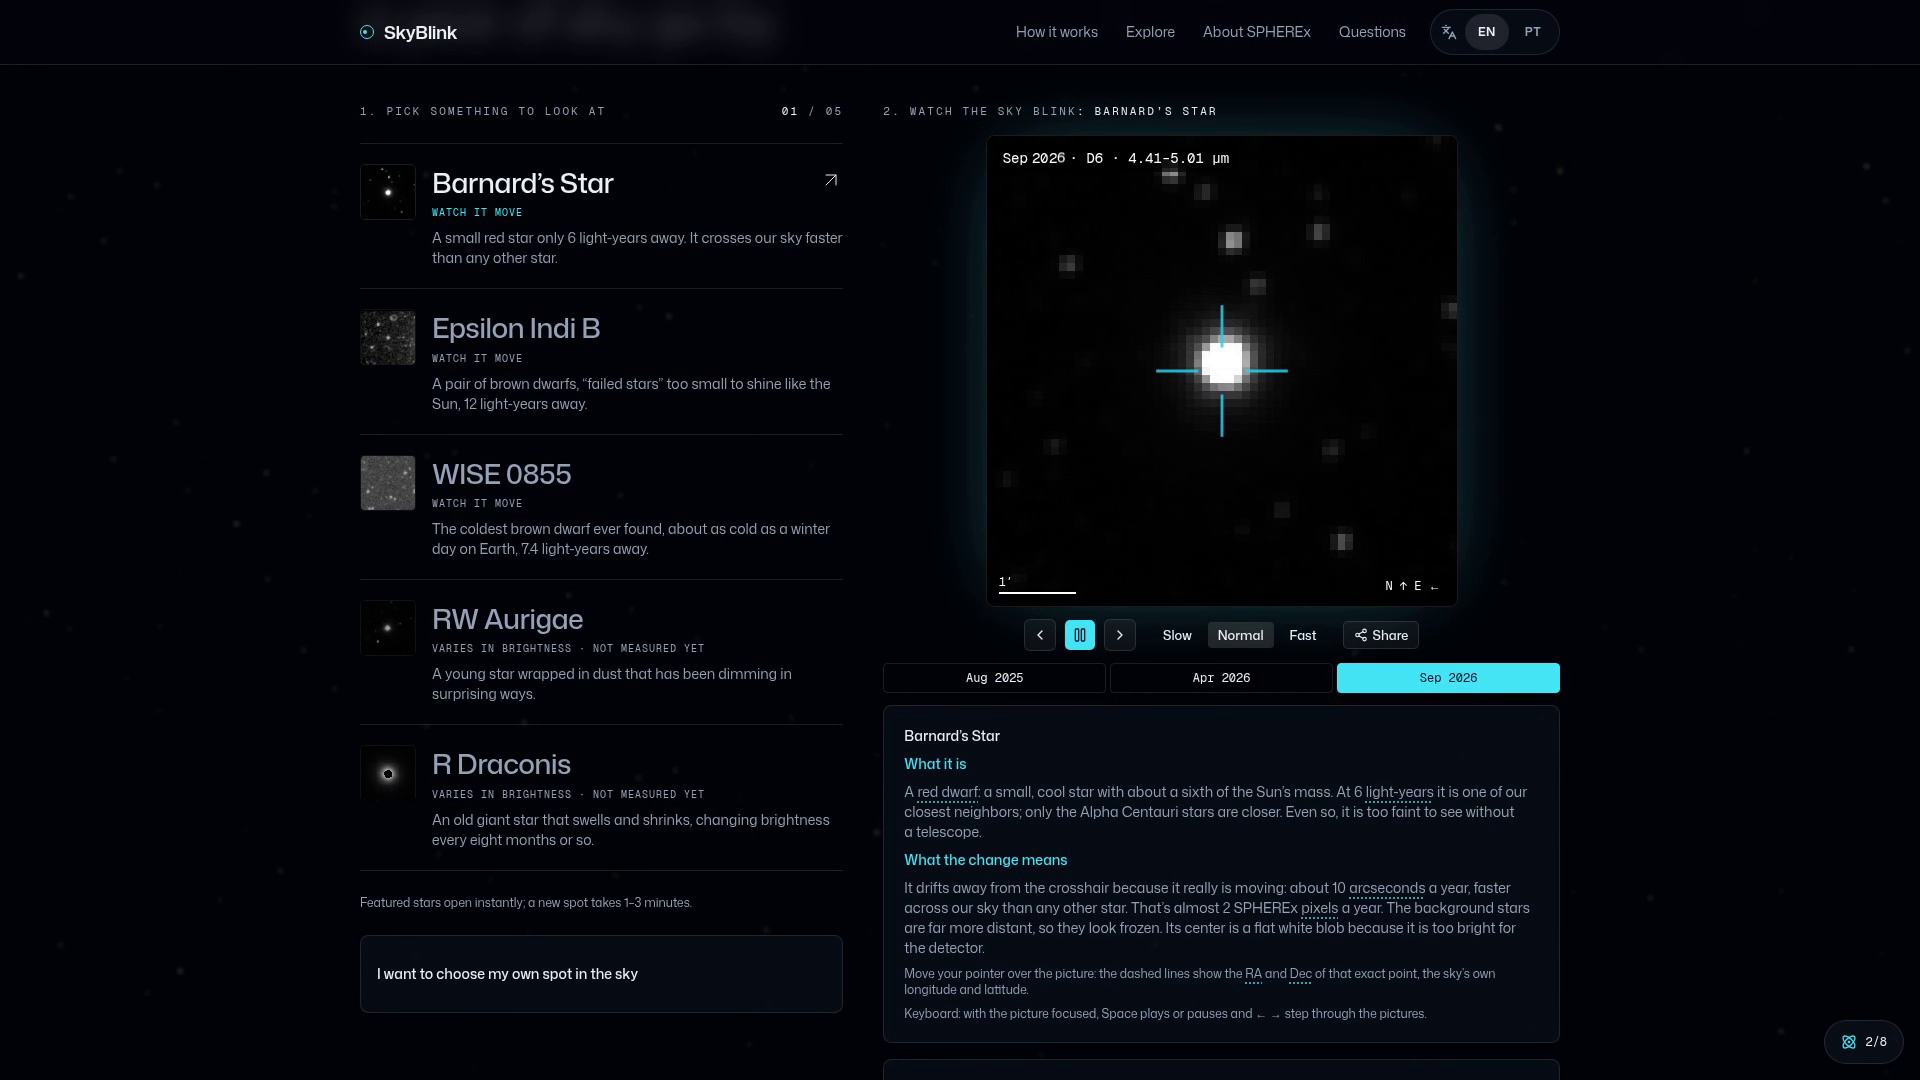 SkyBlink
How it works
Explore
About SPHEREx
Questions
EN
PT
1. PICK SOMETHING TO LOOK AT
01 / 05
Barnard’s Star
WATCH IT MOVE
A small red star only 6 light-years away. It crosses our sky faster
than any other star.
Epsilon Indi B
WATCH IT MOVE
A pair of brown dwarfs, “failed stars” too small to shine like the
Sun, 12 light-years away.
WISE 0855
WATCH IT MOVE
The coldest brown dwarf ever found, about as cold as a winter
day on Earth, 7.4 light-years away.
RW Aurigae
VARIES IN BRIGHTNESS · NOT MEASURED YET
A young star wrapped in dust that has been dimming in
surprising ways.
R Draconis
VARIES IN BRIGHTNESS · NOT MEASURED YET
An old giant star that swells and shrinks, changing brightness
every eight months or so.
Featured stars open instantly; a new spot takes 1–3 minutes.
I want to choose my own spot in the sky
2. WATCH THE SKY BLINK: BARNARD’S STAR
Sep 2026 · D6 · 4.41–5.01 µm
1′
N ↑ E ←
Slow
Normal
Fast
Share
Aug 2025
Apr 2026
Sep 2026
Barnard’s Star
What it is
A red dwarf: a small, cool star with about a sixth of the Sun’s mass. At 6 light-years it is one of our
closest neighbors; only the Alpha Centauri stars are closer. Even so, it is too faint to see without
a telescope.
What the change means
It drifts away from the crosshair because it really is moving: about 10 arcseconds a year, faster
across our sky than any other star. That’s almost 2 SPHEREx pixels a year. The background stars
are far more distant, so they look frozen. Its center is a flat white blob because it is too bright for
the detector.
Move your pointer over the picture: the dashed lines show the RA and Dec of that exact point, the sky’s own
longitude and latitude.
Keyboard: with the picture focused, Space plays or pauses and ← → step through the pictures.
2/8